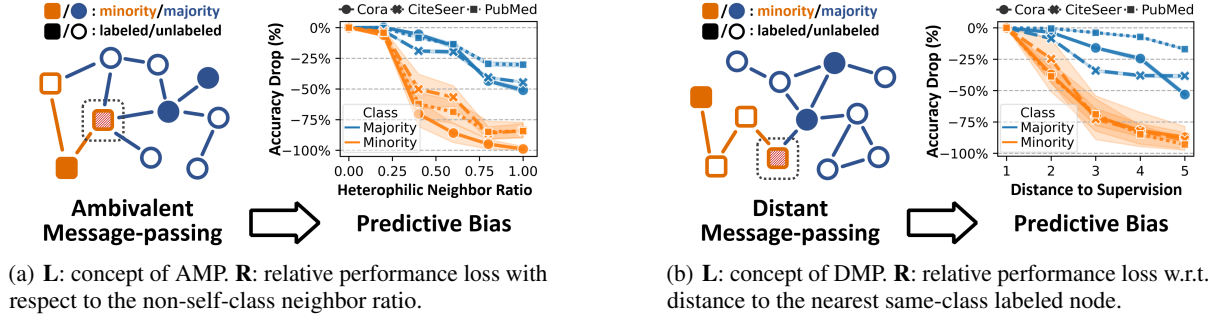 / : minority/majority
/ : labeled/unlabeled
Ambivalent
Message-passing
Cora CiteSeer PubMed
Accuracy Drop (%)
0%
−25%
−50%
−75%
−100%
Class
Majority
Minority
0.00 0.25 0.50 0.75 1.00
Heterophilic Neighbor Ratio
Predictive Bias
(a) L: concept of AMP. R: relative performance loss with
respect to the non-self-class neighbor ratio.
/ : minority/majority
/ : labeled/unlabeled
Distant
Message-passing
Cora CiteSeer PubMed
Accuracy Drop (%)
0%
−25%
−50%
−75%
−100%
Class
Majority
Minority
1 2 3 4 5
Distance to Supervision
Predictive Bias
(b) L: concept of DMP. R: relative performance loss w.r.t.
distance to the nearest same-class labeled node.